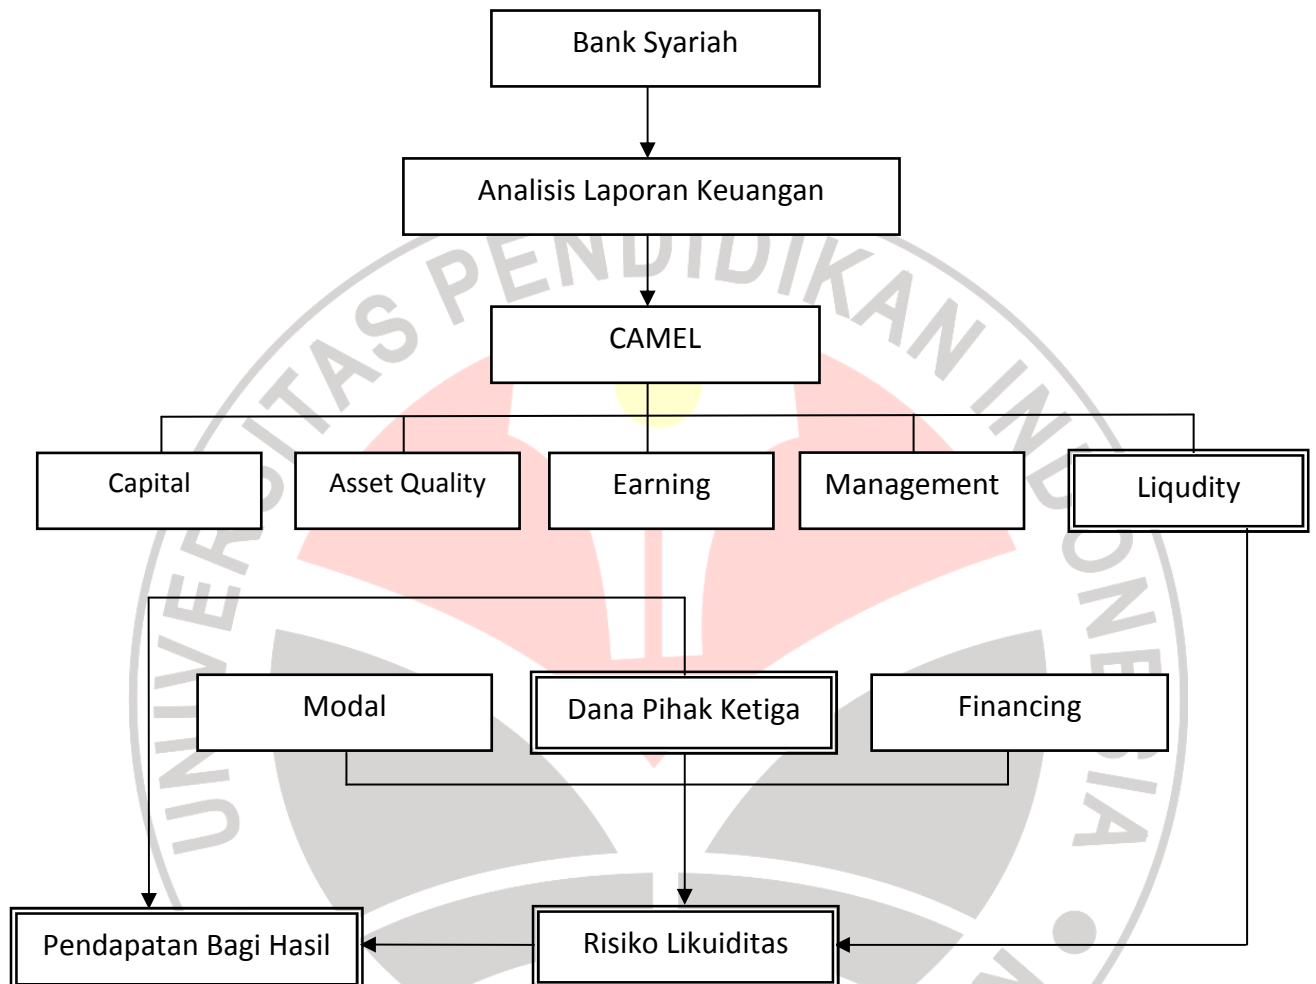 Bank Syariah
Analisis Laporan Keuangan
UNIVERSITAS PENDIDIKAN INDONESIA
CAMEL
Capital
Asset Quality
Earning
Management
Liqudity
Modal
Dana Pihak Ketiga
Financing
Pendapatan Bagi Hasil
Risiko Likuiditas